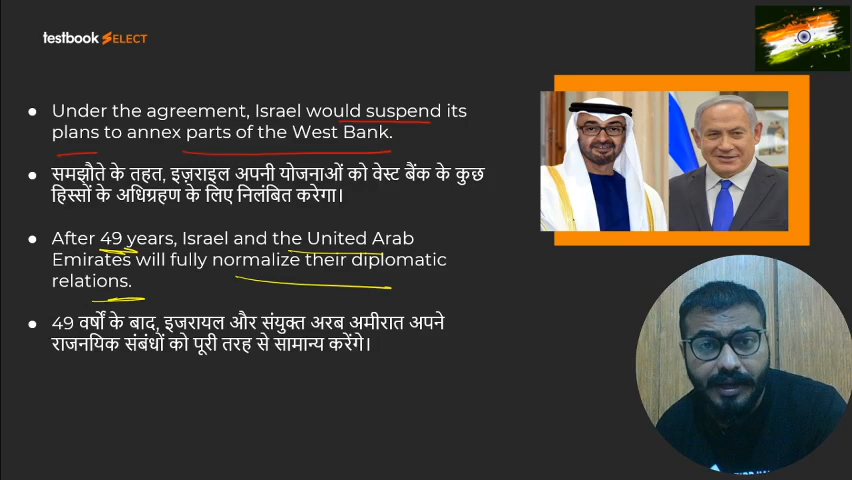 testbook SELECT
Under the agreement, Israel would suspend its
plans to annex parts of the West Bank.
समझौते के तहत, इज़राइल अपनी योजनाओं को वेस्ट बैंक के कुछ
हिस्सों के अधिग्रहण के लिए निलंबित करेगा।
After 49 years, Israel and the United Arab
Emirates will fully normalize their diplomatic
relations.
49 वर्षों के बाद, इजरायल और संयुक्त अरब अमीरात अपने
राजनयिक संबंधों को पूरी तरह से सामान्य करेंगे।